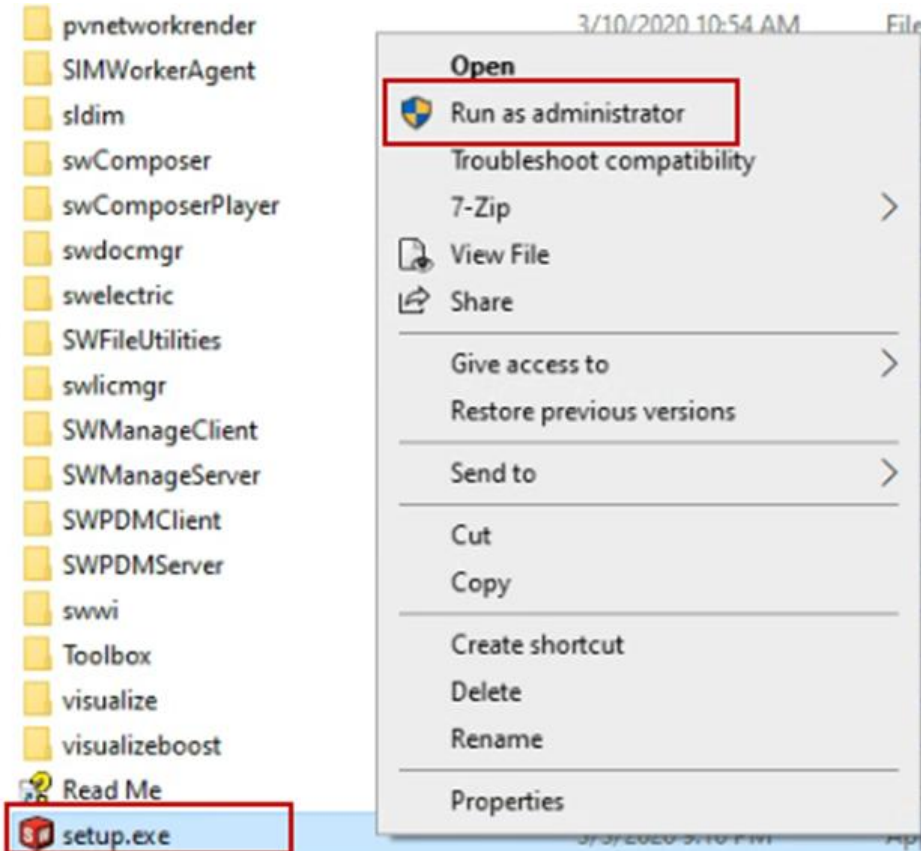 pvnetworkrender 3/10/2020 10:54 AM File
SIMWorkerAgent
sldim
swComposer
swComposerPlayer
swdocmgr
swelectric
SWFileUtilities
swlicmgr
SWManageClient
SWManageServer
SWPDMClient
SWPDMServer
swwi
Toolbox
visualize
visualizeboost
Read Me
setup.exe
Open
Run as administrator
Troubleshoot compatibility
7-Zip
View File
Share
Give access to
Restore previous versions
Send to
Cut
Copy
Create shortcut
Delete
Rename
Properties